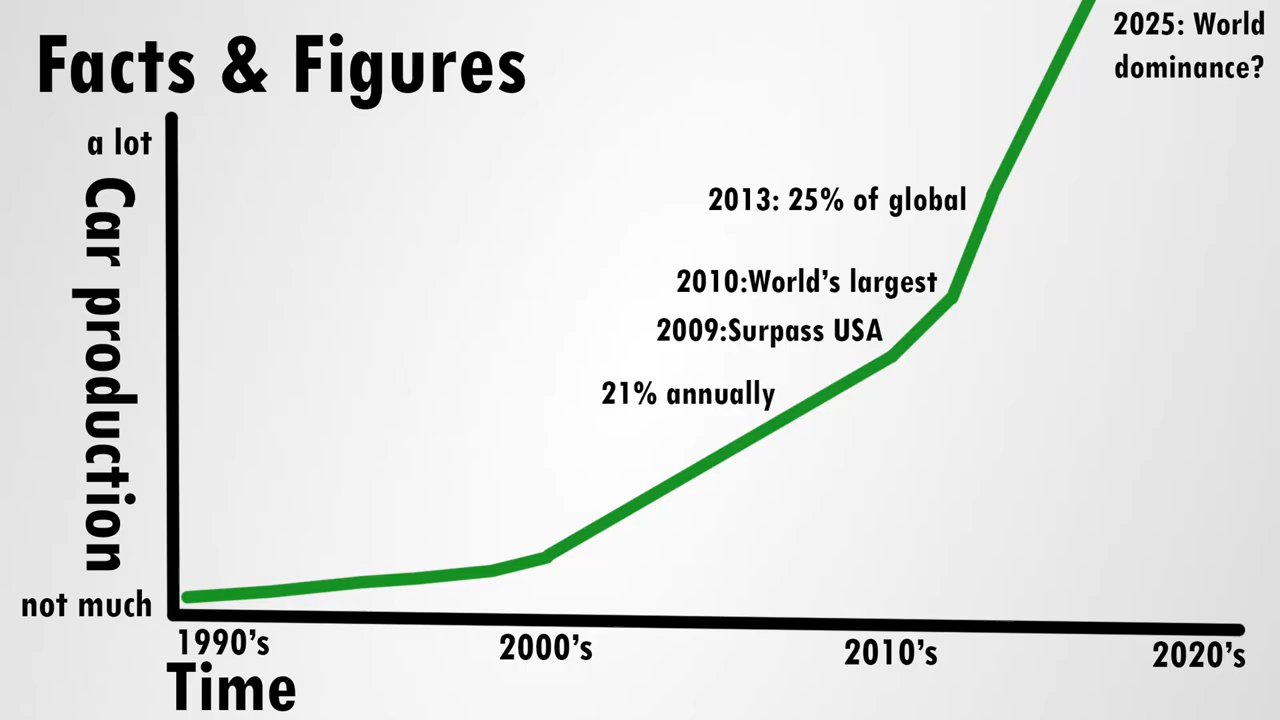 Facts & Figures
2025: World
dominance?
a lot
Car production
not much
2013: 25% of global
2010:World’s largest
2009:Surpass USA
21% annually
1990’s
2000’s
2010’s
2020’s
Time